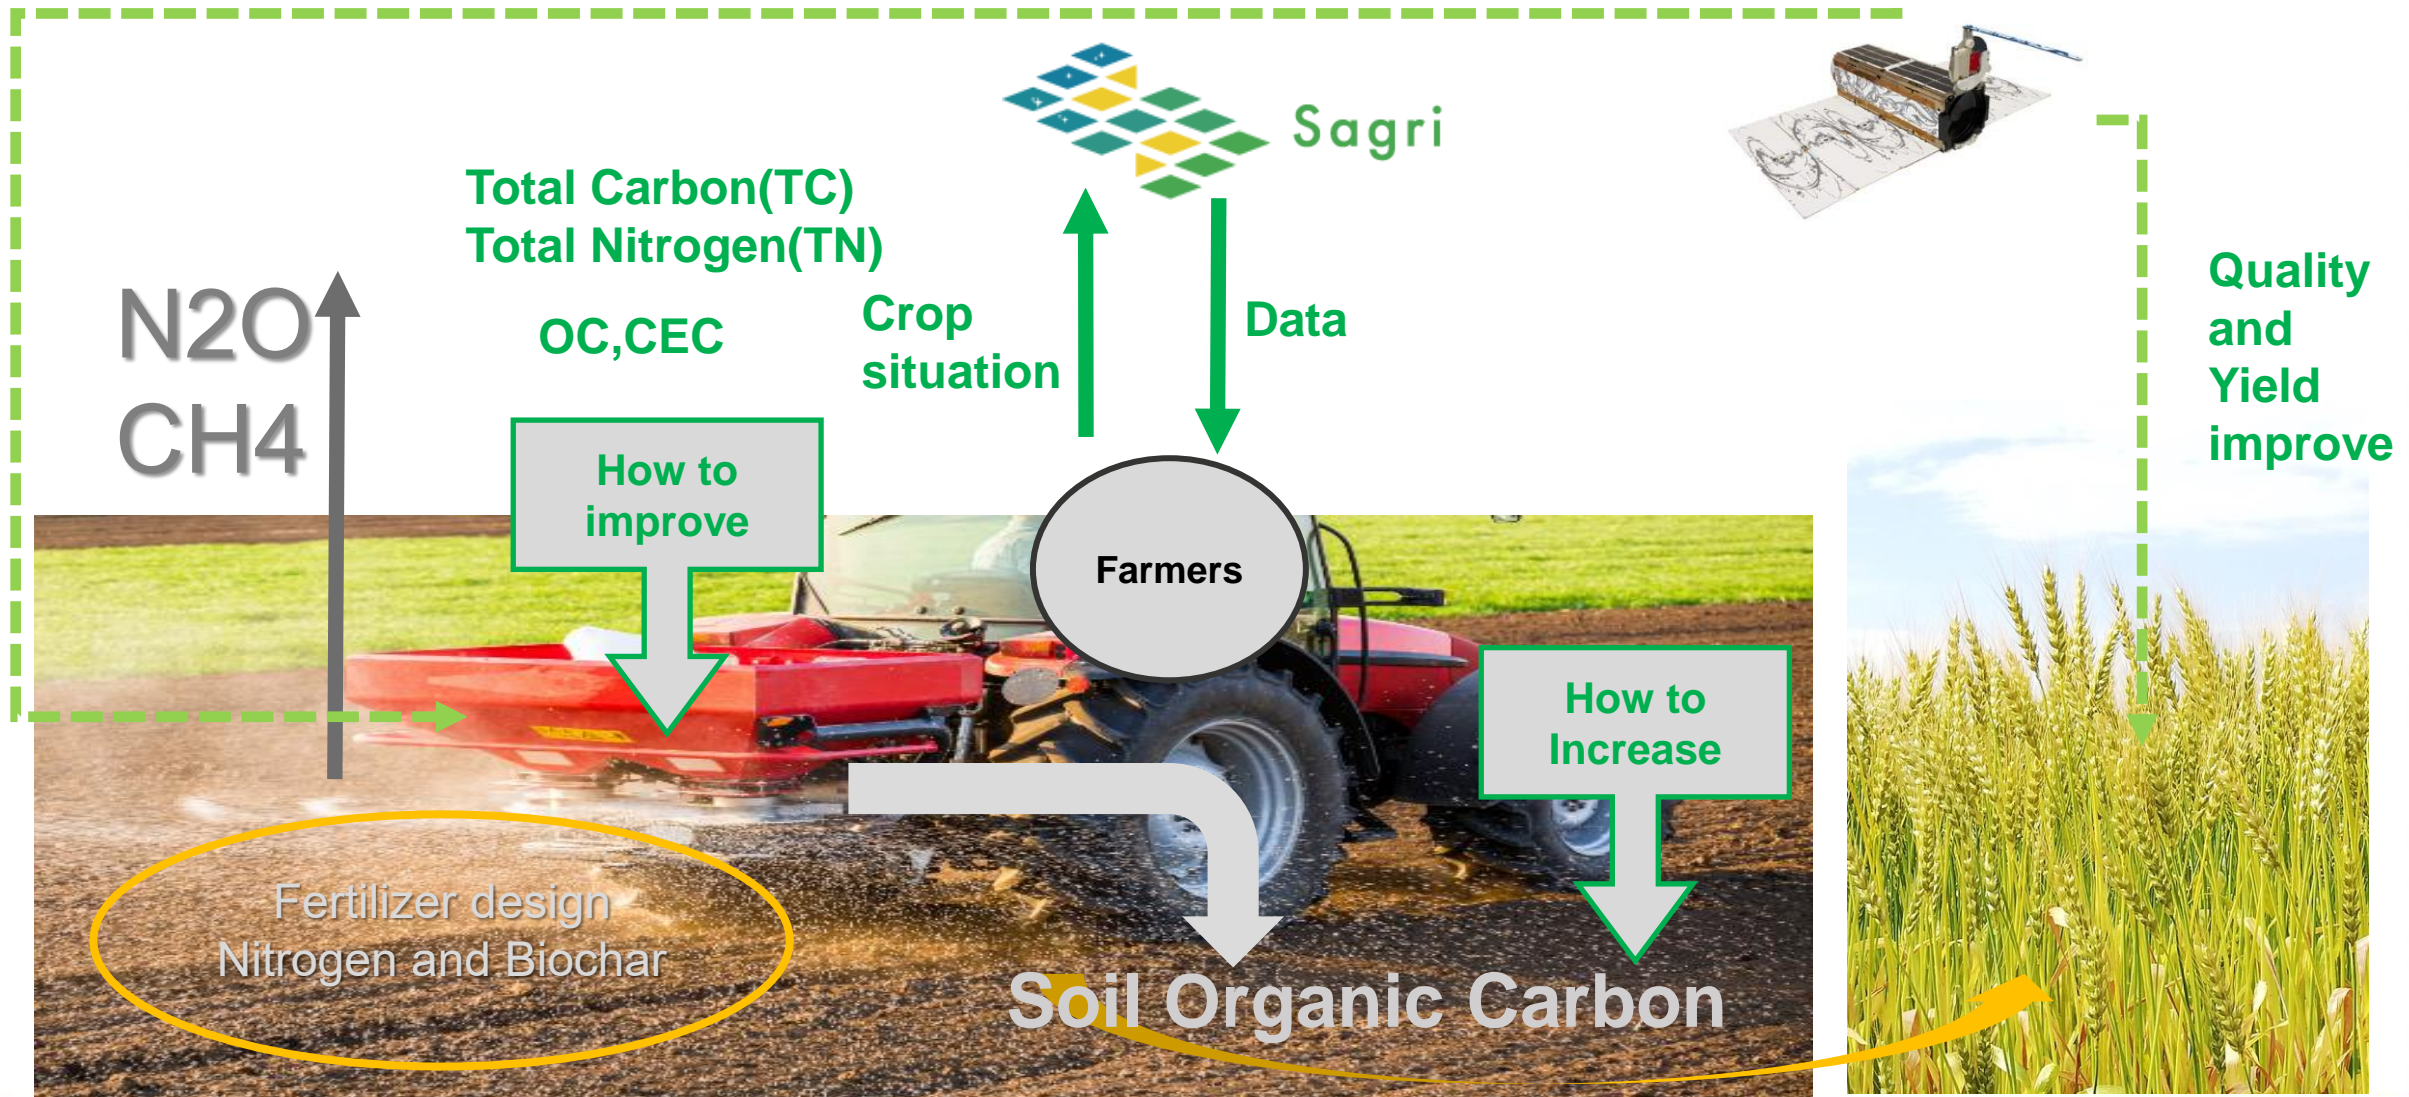 Sagri
Total Carbon(TC)
Total Nitrogen(TN)
OC,CEC
N2O
CH4
Crop
situation
Data
Quality
and
Yield
improve
How to
improve
Farmers
How to
Increase
Fertilizer design
Nitrogen and Biochar
Soil Organic Carbon